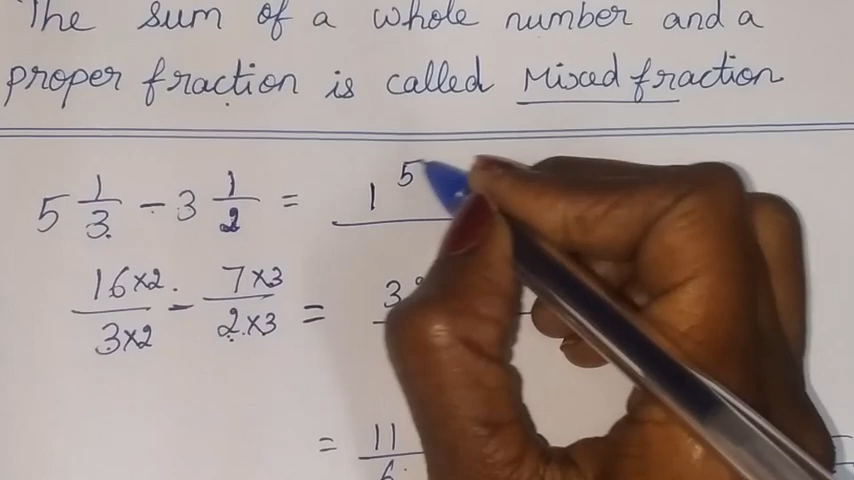 The sum of a whole number and a
proper fraction is called Mixed fraction
5 1/3 - 3 1/2 = 1 5
16×2/3×2 - 7×3/2×3 = 3
= 11/6